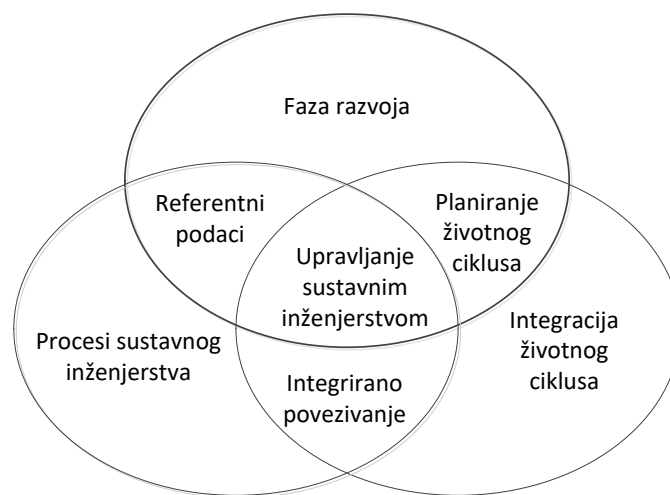 Faza razvoja
Referentni
podaci
Planiranje
životnog
ciklusa
Upravljanje
sustavnim
inženjerstvom
Procesi sustavnog
inženjerstva
Integracija
životnog
ciklusa
Integrirano
povezivanje